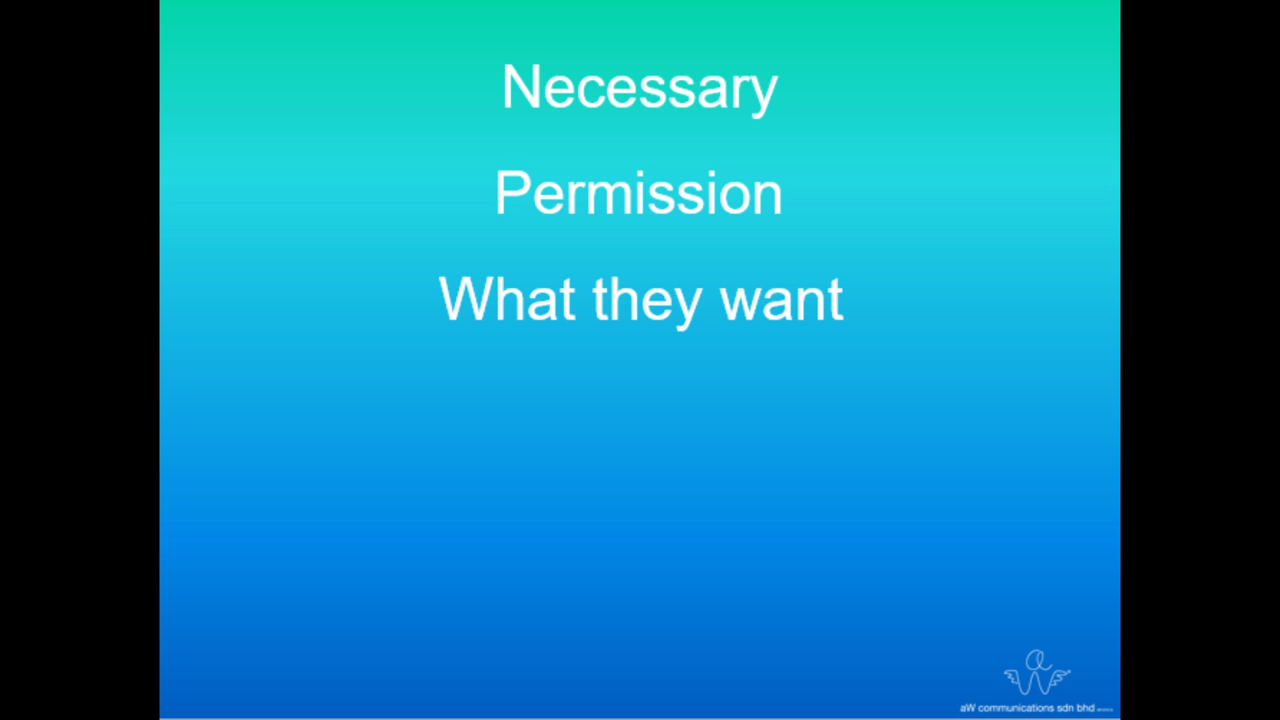 Necessary
Permission
What they want
aW communications sdn bhd